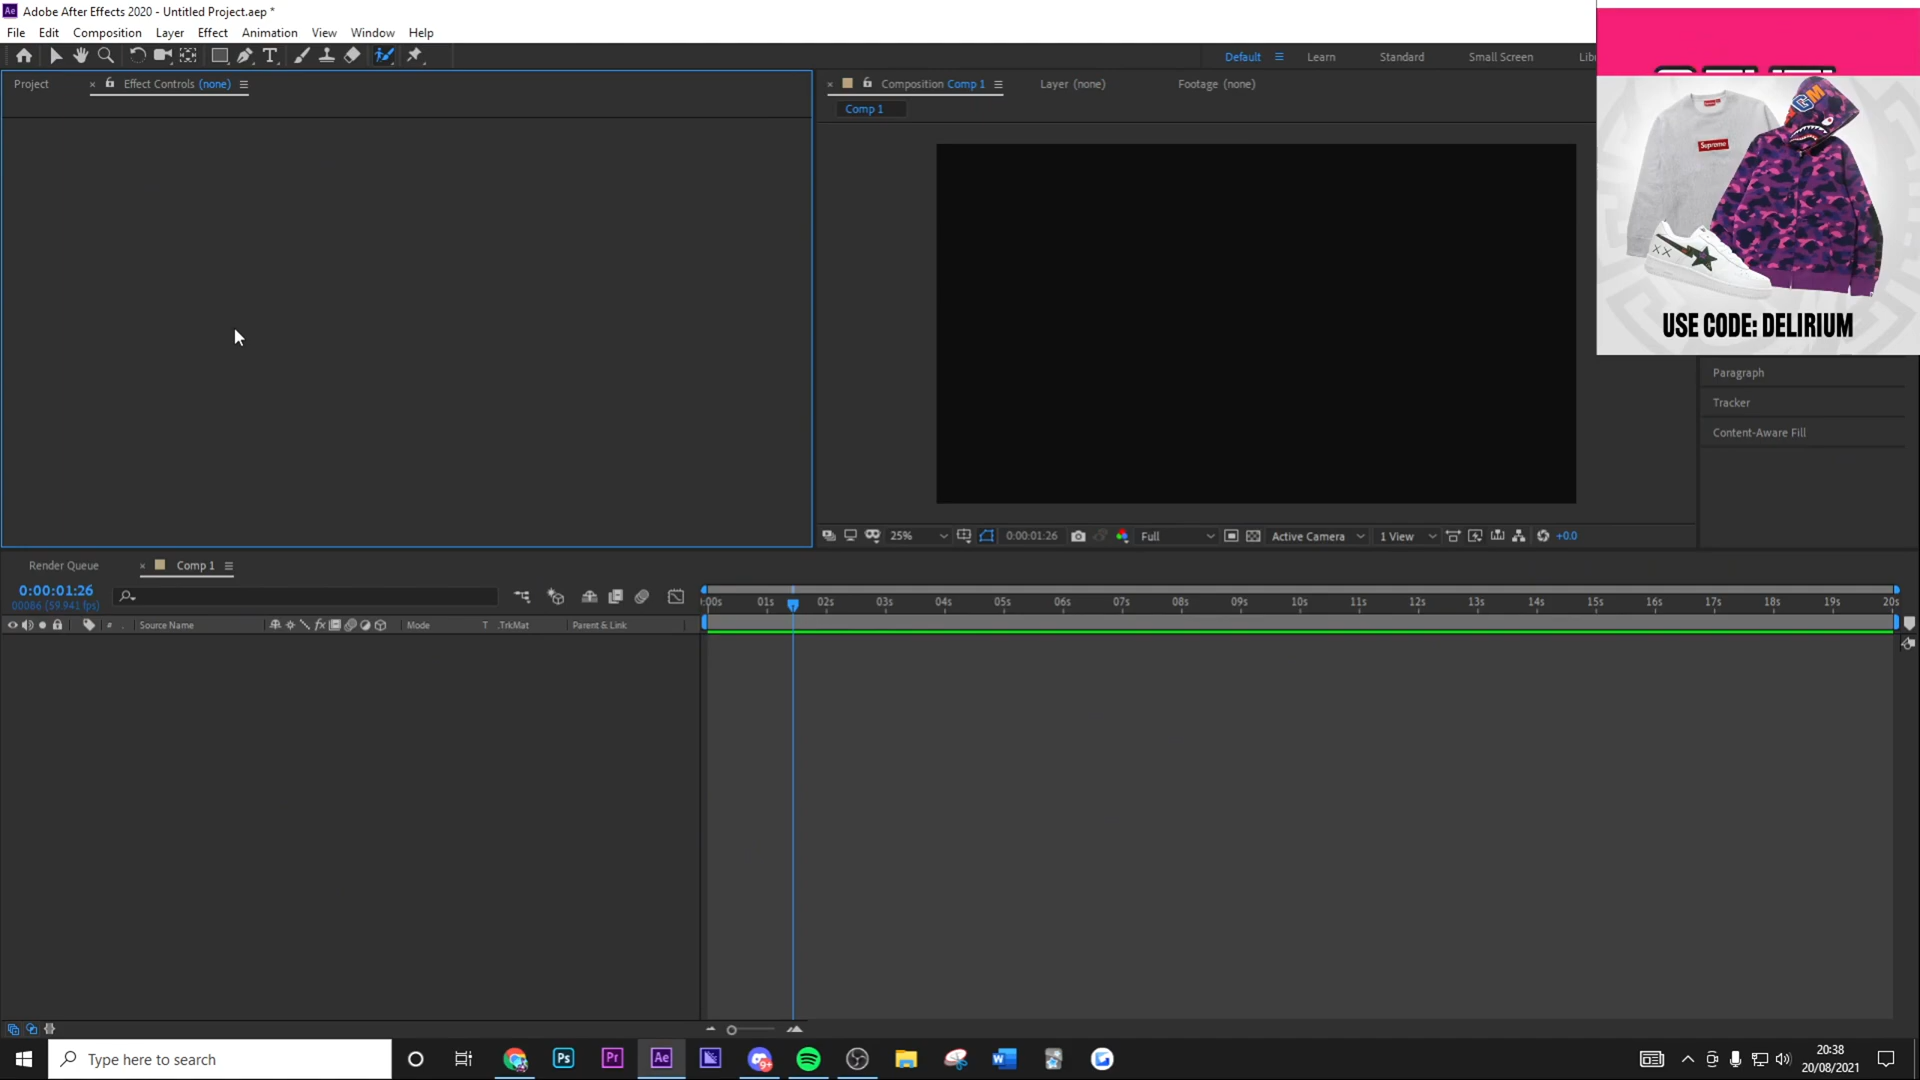 Adobe After Effects 2020 - Untitled Project.aep *
File Edit Composition Layer Effect Animation View Window Help
Default Learn Standard Small Screen
Project Effect Controls (none)
Composition Comp 1 Layer (none) Footage (none)
Comp 1
Supreme
USE CODE: DELIRIUM
Paragraph
Tracker
Content-Aware Fill
25% 0:00:01:26 Full Active Camera 1 View +0.0
Render Queue Comp 1
0:00:01:26
00086 (59.941 fps)
:00s 01s 02s 03s 04s 05s 06s 07s 08s 09s 10s 11s 12s 13s 14s 15s 16s 17s 18s 19s 20s
# Source Name fx Mode T .TrkMat Parent & Link
Type here to search
Ps Pr Ae
20:38
20/08/2021